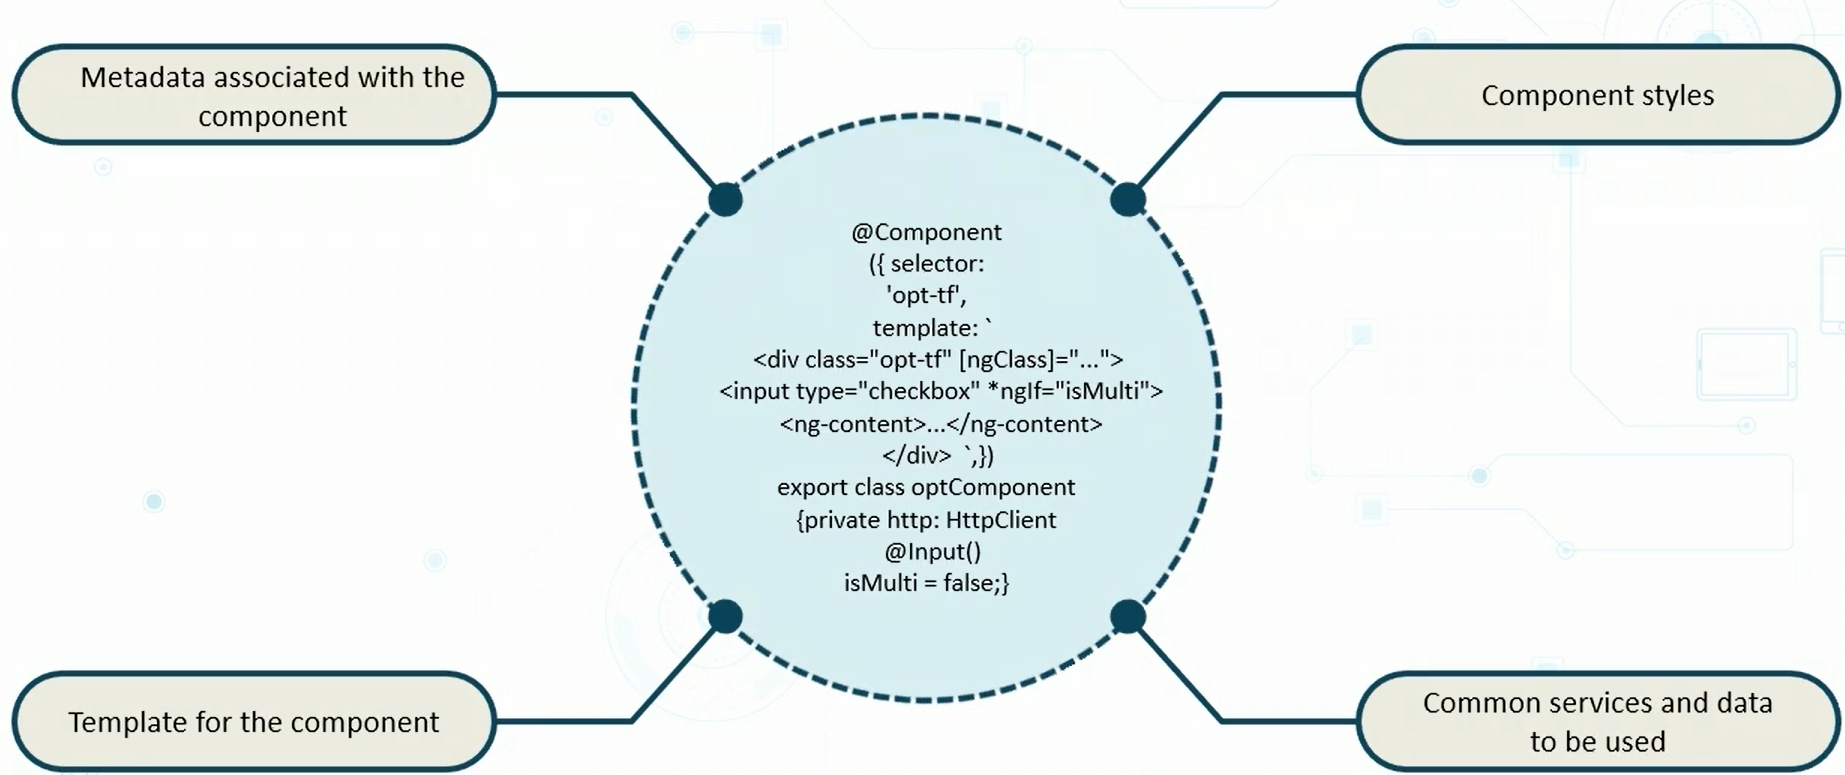 Metadata associated with the
component
Component styles
@Component
({ selector:
'opt-tf',
template: `
<div class="opt-tf" [ngClass]="...">
<input type="checkbox" *ngIf="isMulti">
<ng-content>...</ng-content>
</div>  `,})
export class optComponent
{private http: HttpClient
@Input()
isMulti = false;}
Template for the component
Common services and data
to be used